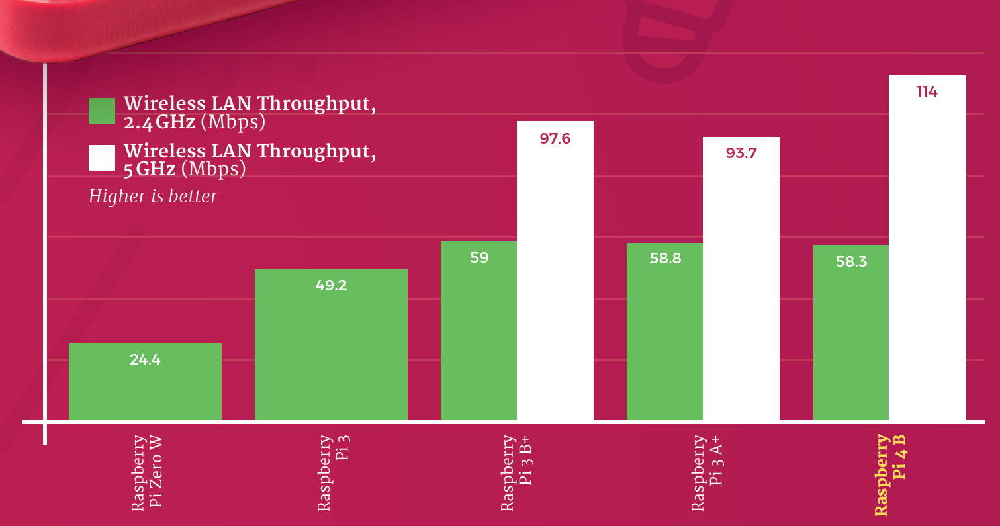 Wireless LAN Throughput,
2.4GHz (Mbps)
Wireless LAN Throughput,
5GHz (Mbps)
Higher is better
24.4
49.2
59
97.6
58.8
93.7
58.3
114
Raspberry
Pi Zero W
Raspberry
Pi 3
Raspberry
Pi 3 B+
Raspberry
Pi 3 A+
Raspberry
Pi 4 B